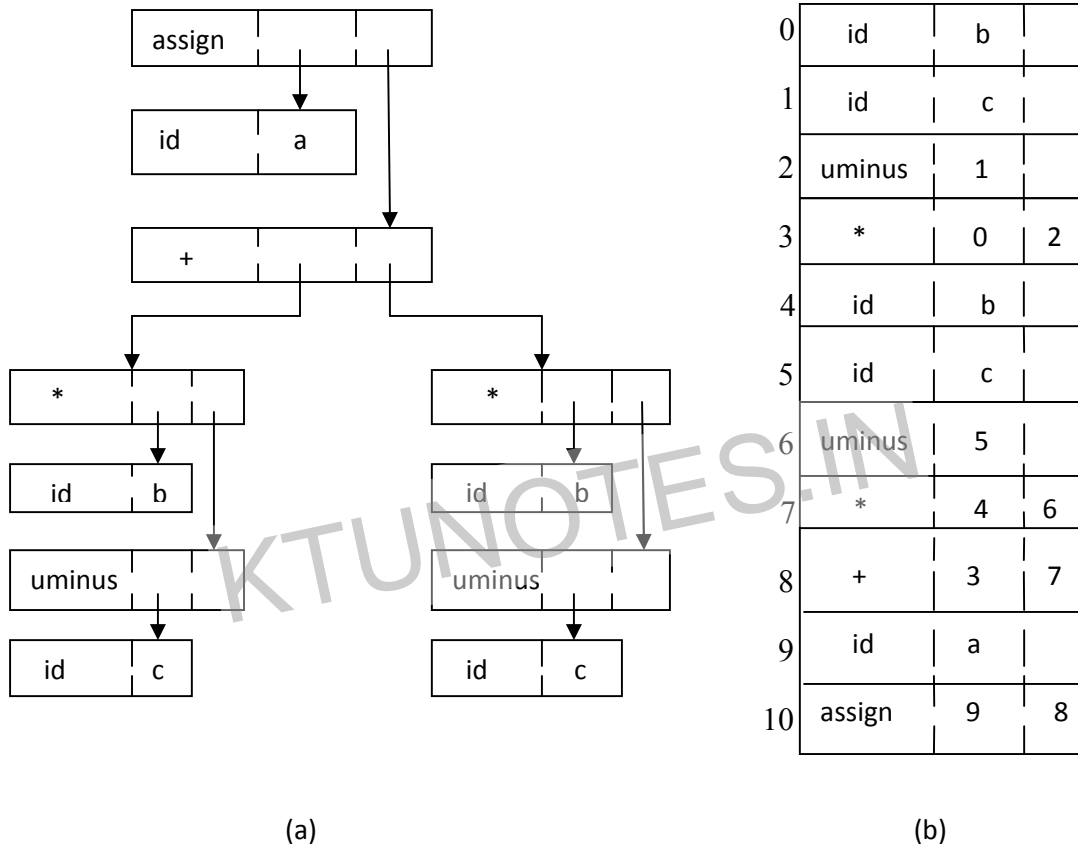 assign
id a
+
*
id b
uminus
id c
*
id b
uminus
id c
(a)
0 id b
1 id c
2 uminus 1
3 * 0 2
4 id b
5 id c
6 uminus 5
7 * 4 6
8 + 3 7
9 id a
10 assign 9 8
(b)
KTUNOTES.IN